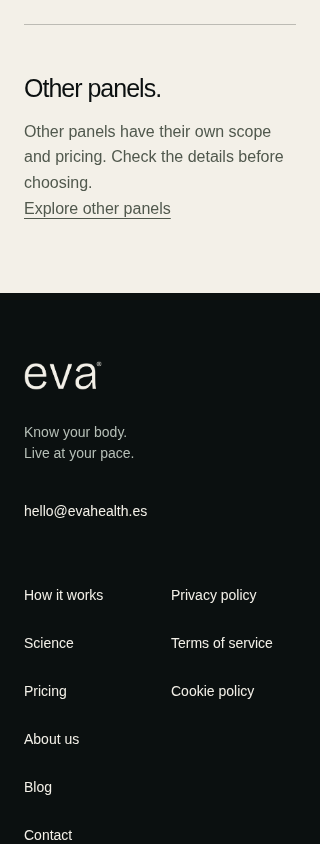 Other panels.
Other panels have their own scope
and pricing. Check the details before
choosing.
Explore other panels
eva®
Know your body.
Live at your pace.
hello@evahealth.es
How it works
Privacy policy
Science
Terms of service
Pricing
Cookie policy
About us
Blog
Contact